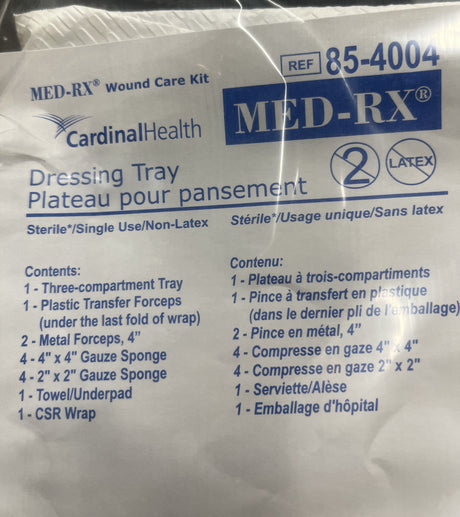 REF 85-4004
MED-RX® Wound Care Kit
MED-RX®
CardinalHealth
2
LATEX
Dressing Tray
Plateau pour pansement
Sterile*/Single Use/Non-Latex
Stérile*/Usage unique/Sans latex
Contents:
1 - Three-compartment Tray
1 - Plastic Transfer Forceps
(under the last fold of wrap)
2 - Metal Forceps, 4"
4 - 4" x 4" Gauze Sponge
4 - 2" x 2" Gauze Sponge
1 - Towel/Underpad
1 - CSR Wrap
Contenu:
1 - Plateau à trois-compartiments
1 - Pince à transfert en plastique
(dans le dernier pli de l'emballage)
2 - Pince en métal, 4"
4 - Compresse en gaze 4" x 4"
4 - Compresse en gaze 2" x 2"
1 - Serviette/Alèse
1 - Emballage d'hôpital